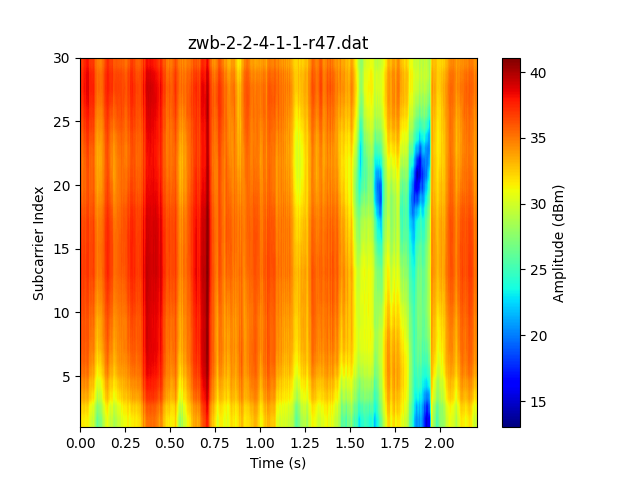 zwb-2-2-4-1-1-r47.dat
30
25
20
15
10
5
Subcarrier Index
0.00 0.25 0.50 0.75 1.00 1.25 1.50 1.75 2.00
Time (s)
40
35
30
25
20
15
Amplitude (dBm)